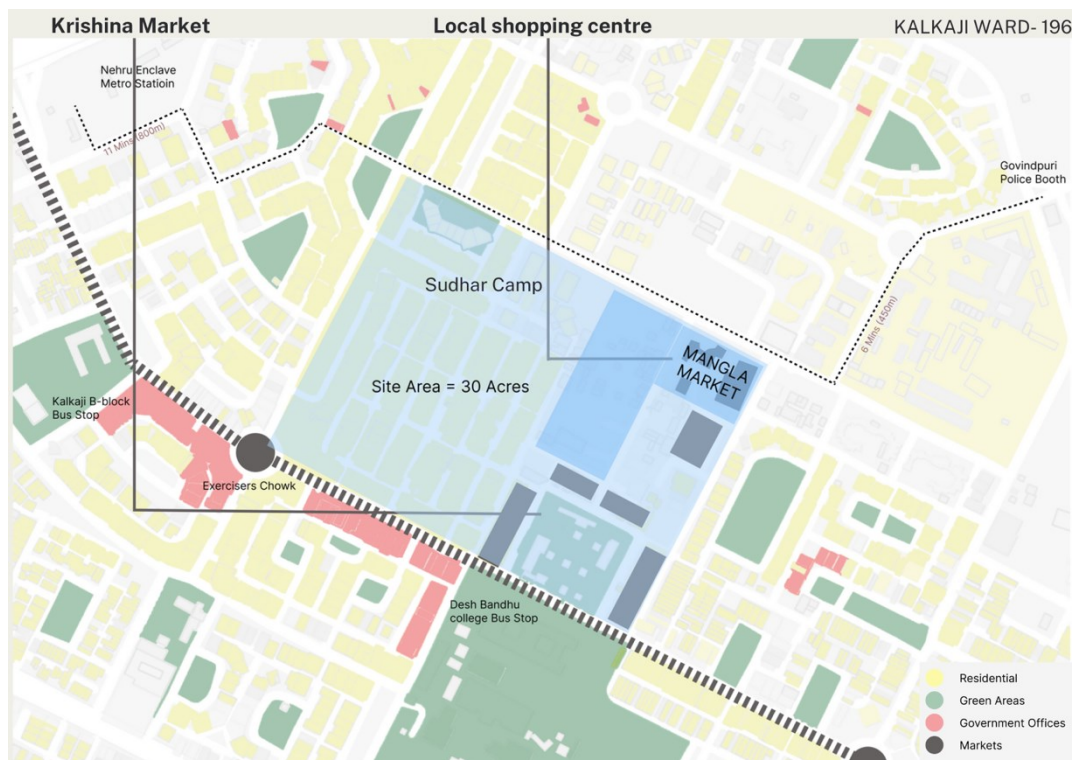 Krishina Market
Local shopping centre
KALKAJI WARD- 196
Nehru Enclave
Metro Statioin
11 Mins (800m)
Govindpuri
Police Booth
Sudhar Camp
6 Mins (450m)
MANGLA
MARKET
Site Area = 30 Acres
Kalkaji B-block
Bus Stop
Exercisers Chowk
Desh Bandhu
college Bus Stop
Residential
Green Areas
Government Offices
Markets